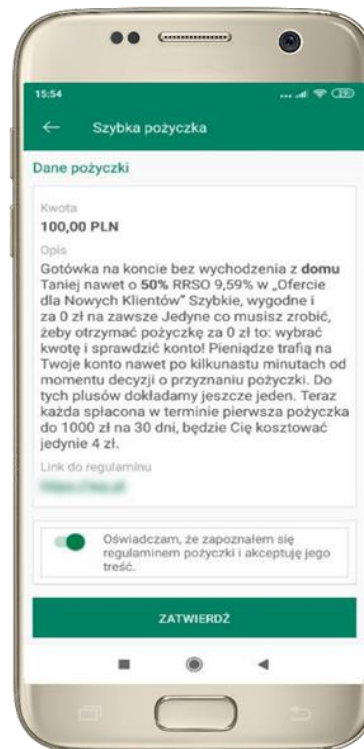 15:54
Szybka pożyczka
Dane pożyczki
Kwota
100,00 PLN
Opis
Gotówka na koncie bez wychodzenia z domu
Taniej nawet o 50% RRSO 9,59% w „Ofercie
dla Nowych Klientów" Szybkie, wygodne i
za 0 zł na zawsze Jedyne co musisz zrobić,
żeby otrzymać pożyczkę za 0 zł to: wybrać
kwotę i sprawdzić konto! Pieniądze trafią na
Twoje konto nawet po kilkunastu minutach od
momentu decyzji o przyznaniu pożyczki. Do
tych plusów dokładamy jeszcze jeden. Teraz
każda spłacona w terminie pierwsza pożyczka
do 1000 zł na 30 dni, będzie Cię kosztować
jedynie 4 zł.
Link do regulaminu
Oświadczam, że zapoznałem się
regulaminem pożyczki i akceptuję jego
treść.
ZATWIERDŹ